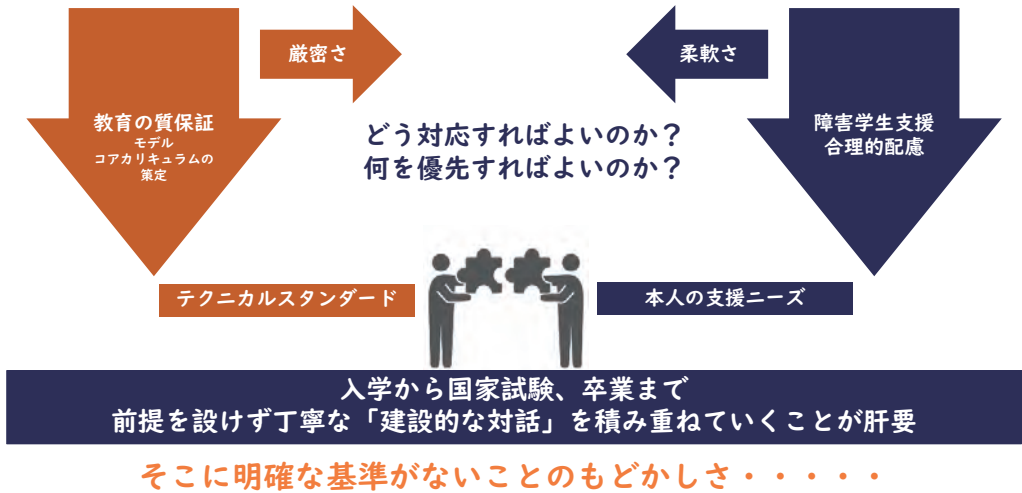 厳密さ
柔軟さ
教育の質保証
モデル
コアカリキュラムの
策定
どう対応すればよいのか？
何を優先すればよいのか？
障害学生支援
合理的配慮
テクニカルスタンダード
本人の支援ニーズ
入学から国家試験、卒業まで
前提を設けず丁寧な「建設的な対話」を積み重ねていくことが肝要
そこに明確な基準がないことのもどかしさ・・・・・